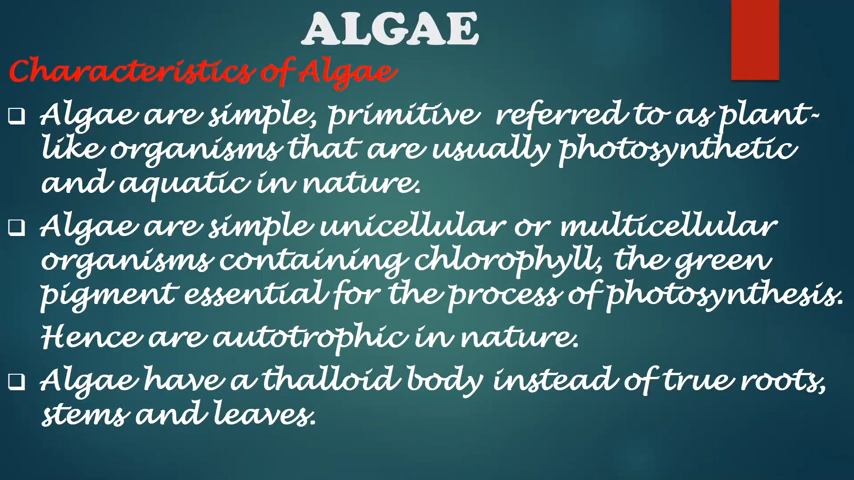 ALGAE
Characteristics of Algae
❑ Algae are simple, primitive referred to as plant-
like organisms that are usually photosynthetic
and aquatic in nature.
❑ Algae are simple unicellular or multicellular
organisms containing chlorophyll, the green
pigment essential for the process of photosynthesis.
Hence are autotrophic in nature.
❑ Algae have a thalloid body instead of true roots,
stems and leaves.